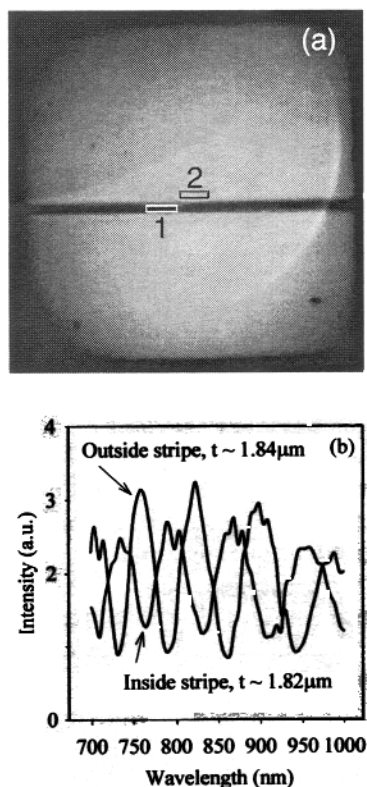 (a)
2
1
4
Outside stripe, t ~ 1.84μm (b)
3
Intensity (a.u.)
2
Inside stripe, t ~ 1.82μm
0
700 750 800 850 900 950 1000
Wavelength (nm)